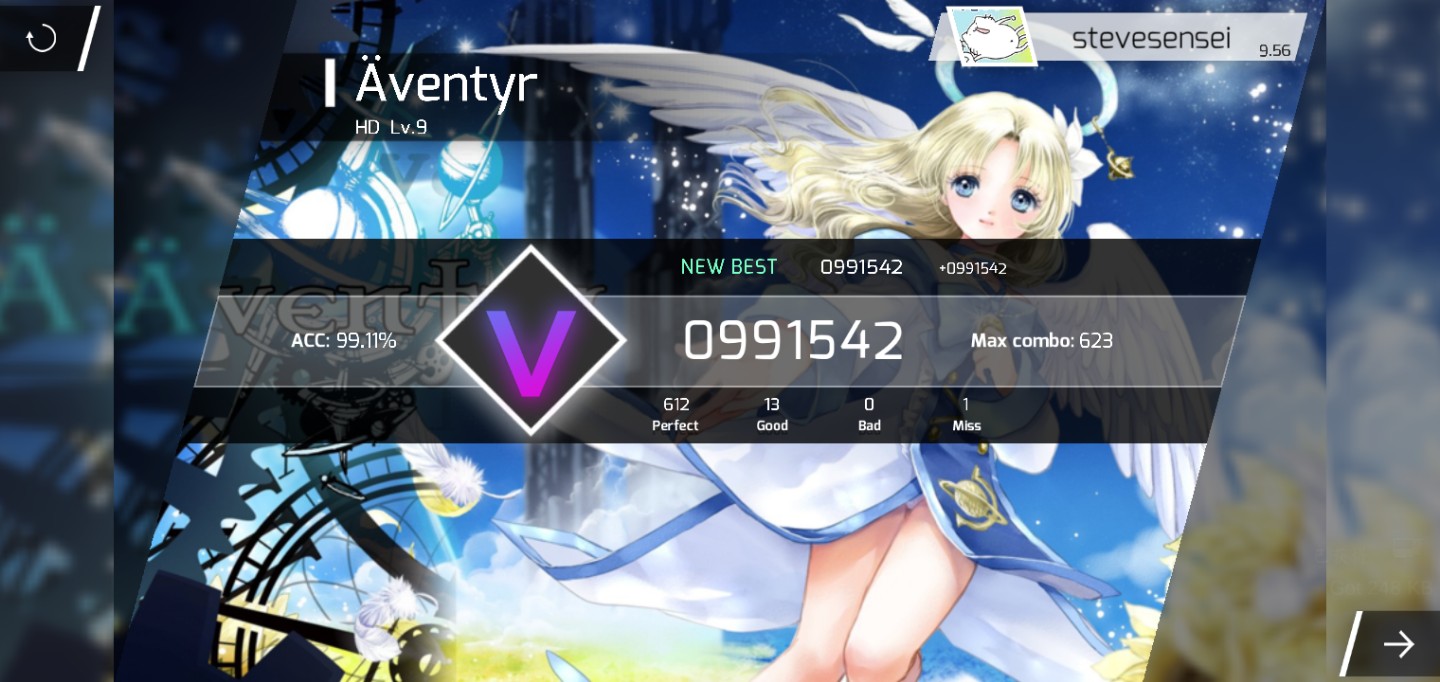 stevesensei
9.56
Äventyr
HD Lv.9
Äventyr
NEW BEST 0991542 +0991542
ACC: 99.11% V 0991542 Max combo: 623
612 13 0 1
Perfect Good Bad Miss